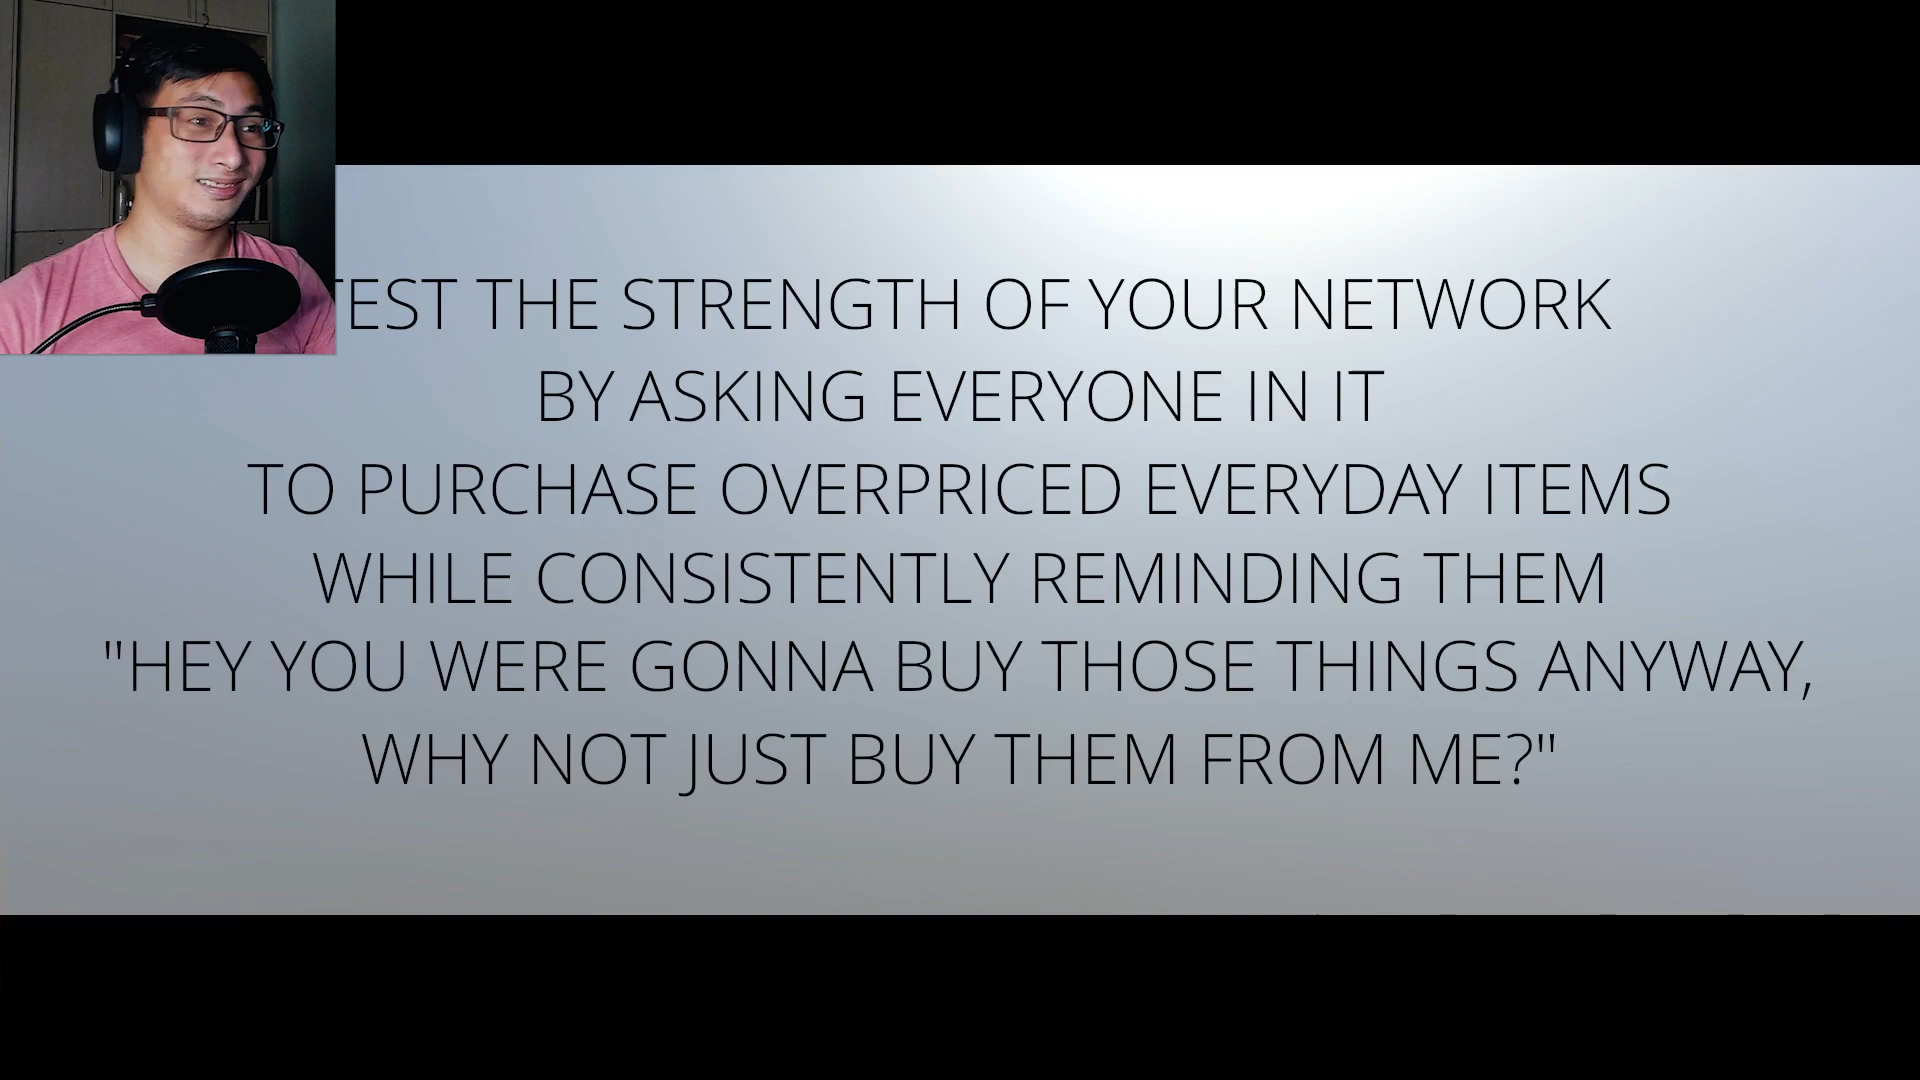 TEST THE STRENGTH OF YOUR NETWORK
BY ASKING EVERYONE IN IT
TO PURCHASE OVERPRICED EVERYDAY ITEMS
WHILE CONSISTENTLY REMINDING THEM
"HEY YOU WERE GONNA BUY THOSE THINGS ANYWAY,
WHY NOT JUST BUY THEM FROM ME?"